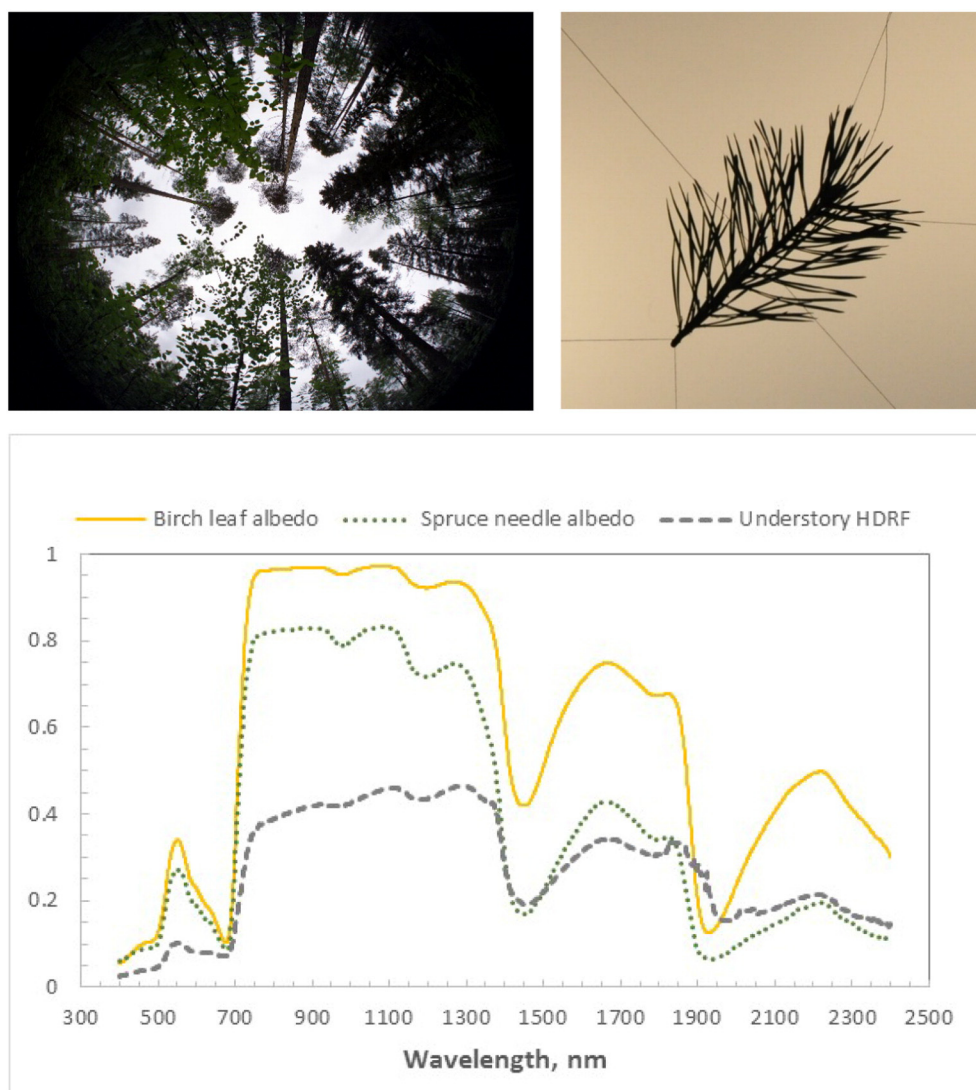 Birch leaf albedo Spruce needle albedo Understory HDRF
1
0.8
0.6
0.4
0.2
0
300 500 700 900 1100 1300 1500 1700 1900 2100 2300 2500
Wavelength, nm